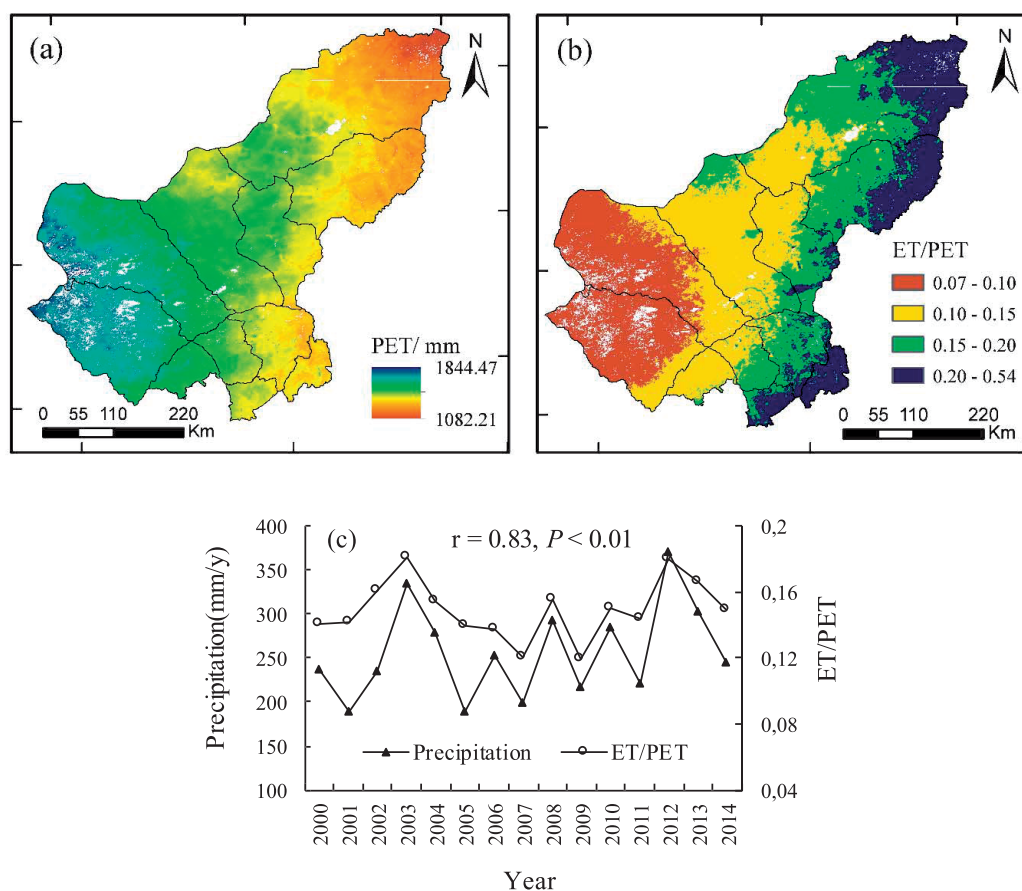 (a)
N
PET/ mm
1844.47
1082.21
0 55 110 220
Km
(b)
N
ET/PET
0.07 - 0.10
0.10 - 0.15
0.15 - 0.20
0.20 - 0.54
0 55 110 220
Km
(c)
r = 0.83, P < 0.01
Precipitation(mm/y)
400
350
300
250
200
150
100
0,2
0,16
0,12
0,08
0,04
ET/PET
Precipitation
ET/PET
2000
2001
2002
2003
2004
2005
2006
2007
2008
2009
2010
2011
2012
2013
2014
Year